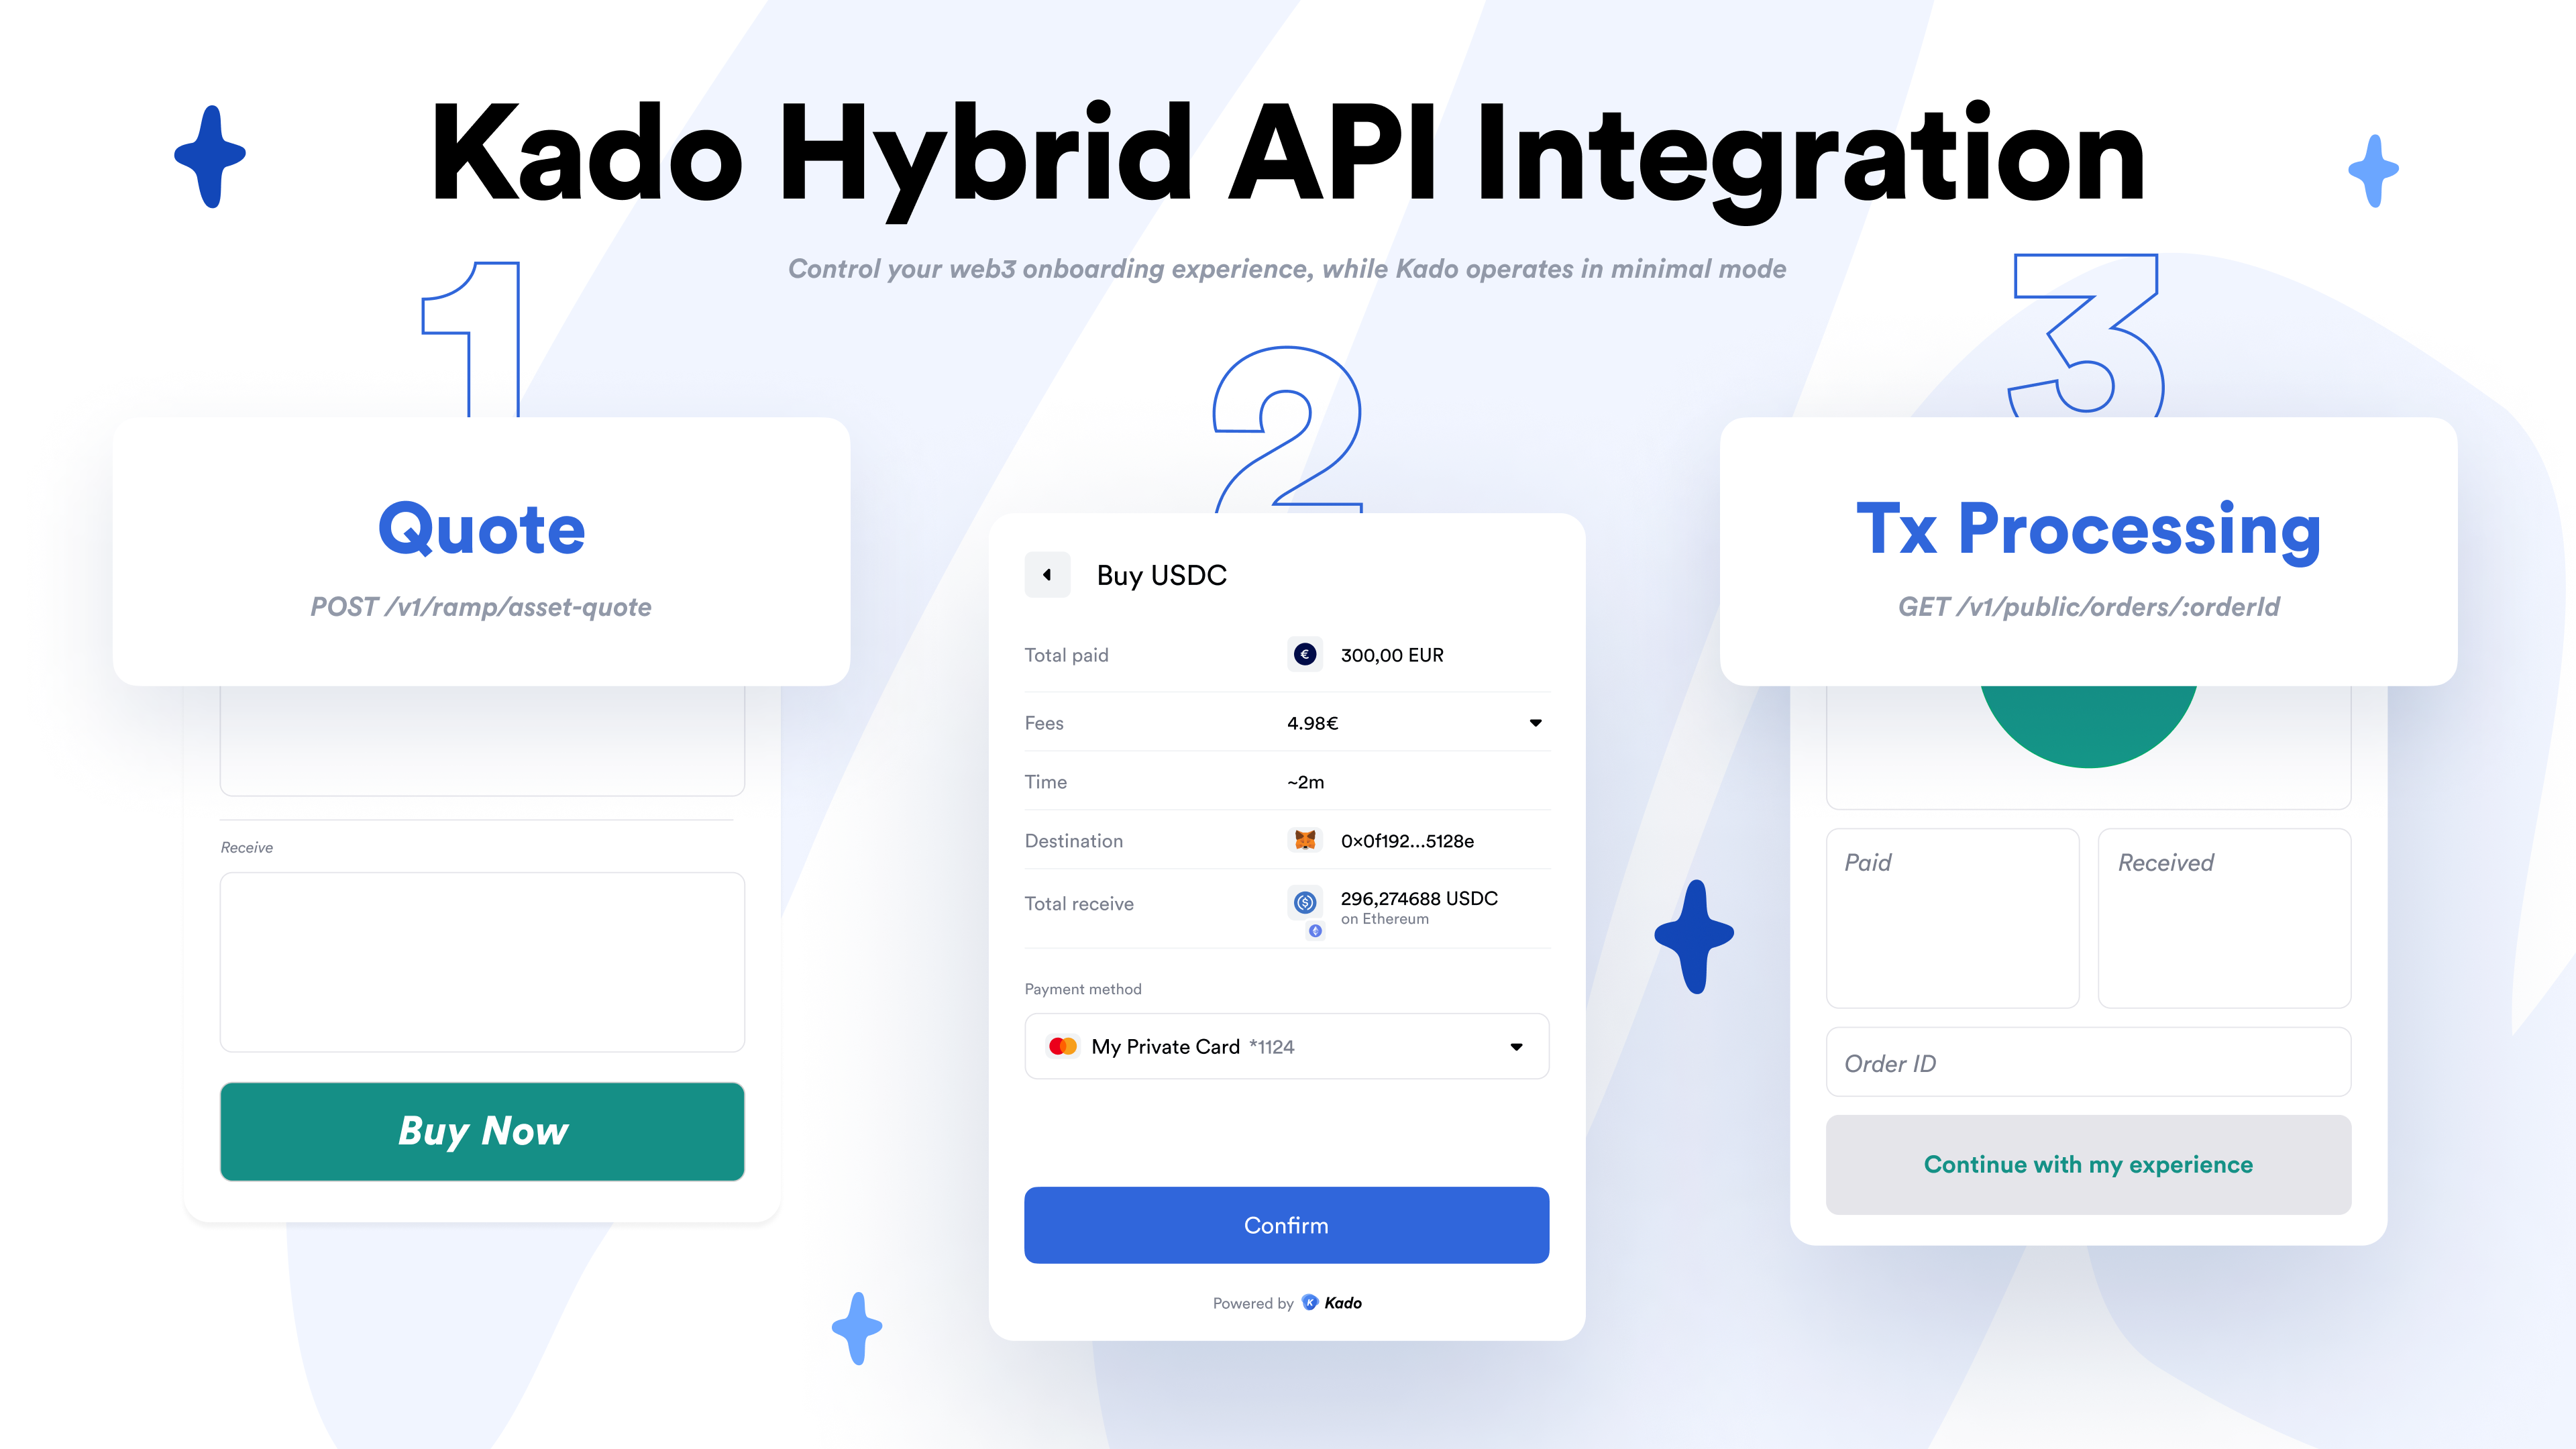 Kado Hybrid API Integration
Control your web3 onboarding experience, while Kado operates in minimal mode
1
Quote
POST /v1/ramp/asset-quote
Receive
Buy Now
2
Buy USDC
Total paid € 300,00 EUR
Fees 4.98€
Time ~2m
Destination 0x0f192...5128e
Total receive 296,274688 USDC
on Ethereum
Payment method
My Private Card *1124
Confirm
Powered by Kado
3
Tx Processing
GET /v1/public/orders/:orderId
Paid Received
Order ID
Continue with my experience